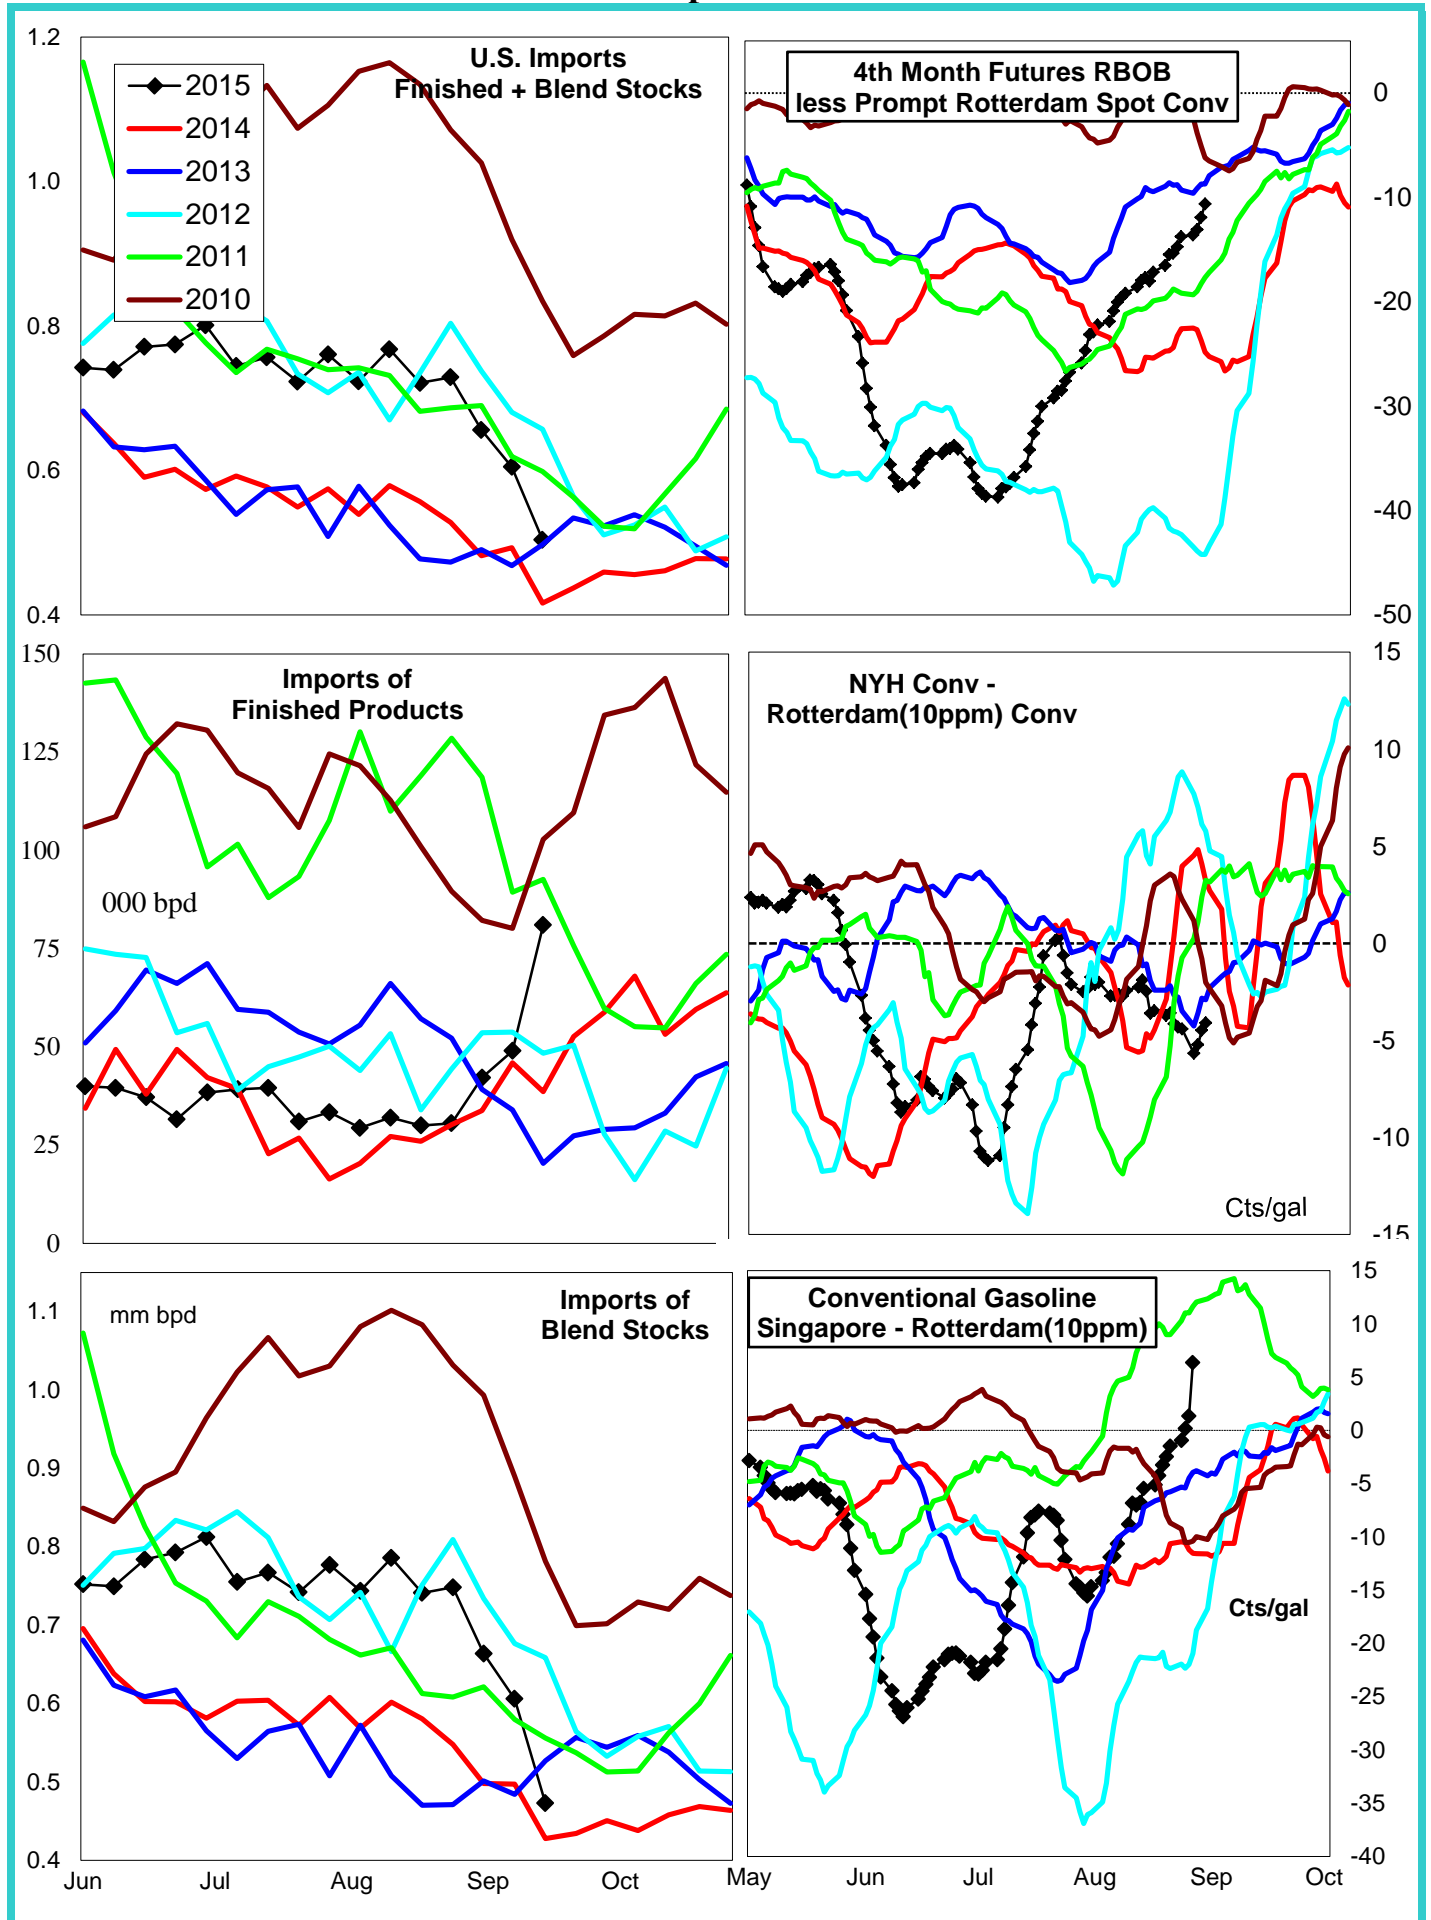 U.S. Imports
Finished + Blend Stocks
1.2
1.0
0.8
0.6
0.4
2015
2014
2013
2012
2011
2010
4th Month Futures RBOB
less Prompt Rotterdam Spot Conv
0
-10
-20
-30
-40
-50
Imports of
Finished Products
150
125
100
75
50
25
0
000 bpd
NYH Conv -
Rotterdam(10ppm) Conv
15
10
5
0
-5
-10
-15
Cts/gal
Imports of
Blend Stocks
mm bpd
1.1
1.0
0.9
0.8
0.7
0.6
0.5
0.4
Jun Jul Aug Sep Oct
Conventional Gasoline
Singapore - Rotterdam(10ppm)
15
10
5
0
-5
-10
-15
-20
-25
-30
-35
-40
Cts/gal
May Jun Jul Aug Sep Oct